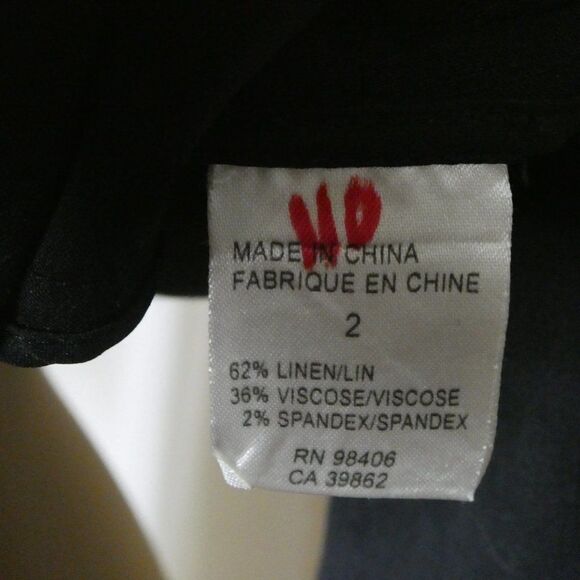 MADE IN CHINA
FABRIQUE EN CHINE
2
62% LINEN/LIN
36% VISCOSE/VISCOSE
2% SPANDEX/SPANDEX
RN 98406
CA 39862